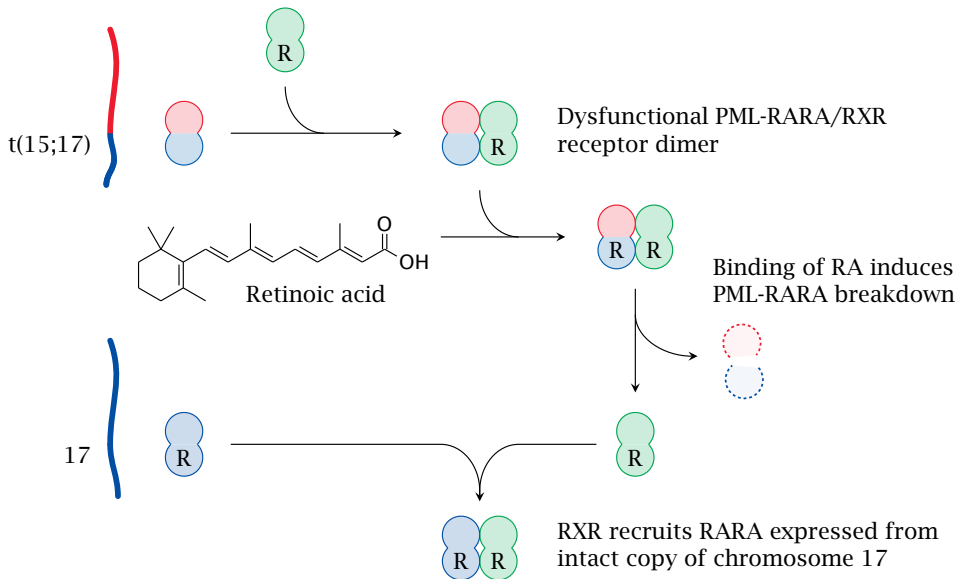 R
t(15;17)
R
Dysfunctional PML-RARA/RXR
receptor dimer
O
OH
Retinoic acid
R R
Binding of RA induces
PML-RARA breakdown
17
R
R
R R
RXR recruits RARA expressed from
intact copy of chromosome 17